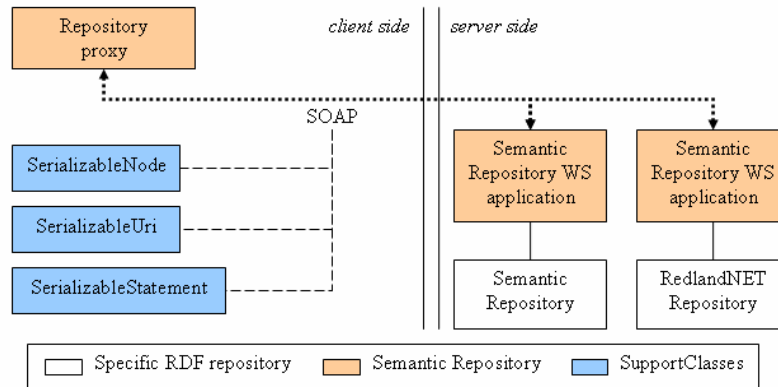 Repository
proxy
client side
server side
SOAP
SerializableNode
SerializableUri
SerializableStatement
Semantic
Repository WS
application
Semantic
Repository WS
application
Semantic
Repository
RedlandNET
Repository
Specific RDF repository
Semantic Repository
SupportClasses